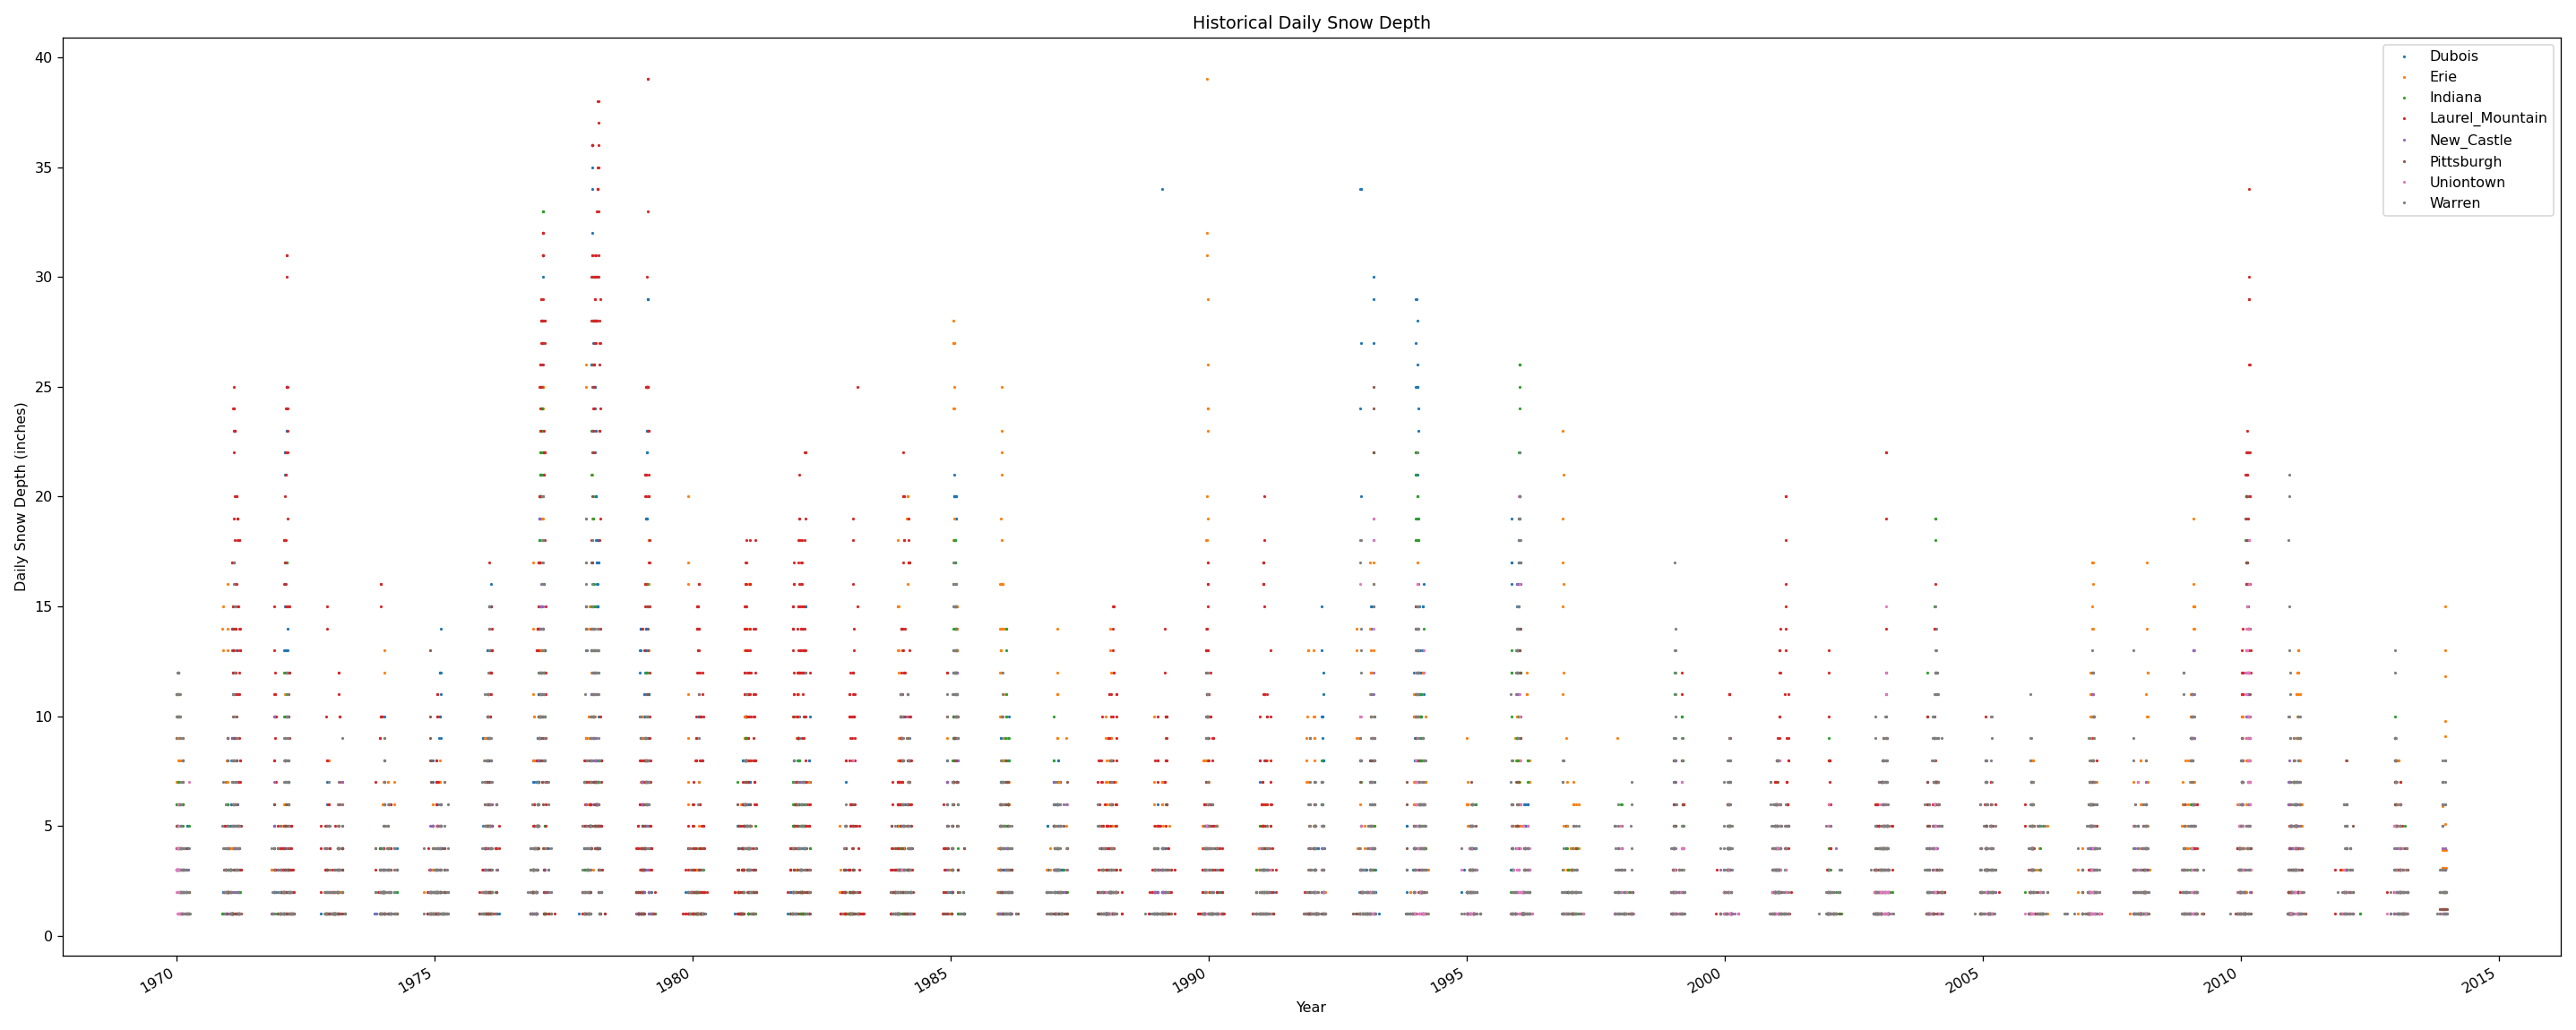 Historical Daily Snow Depth
Daily Snow Depth (inches)
40
35
30
25
20
15
10
5
0
Dubois
Erie
Indiana
Laurel_Mountain
New_Castle
Pittsburgh
Uniontown
Warren
1970
1975
1980
1985
1990
1995
2000
2005
2010
2015
Year